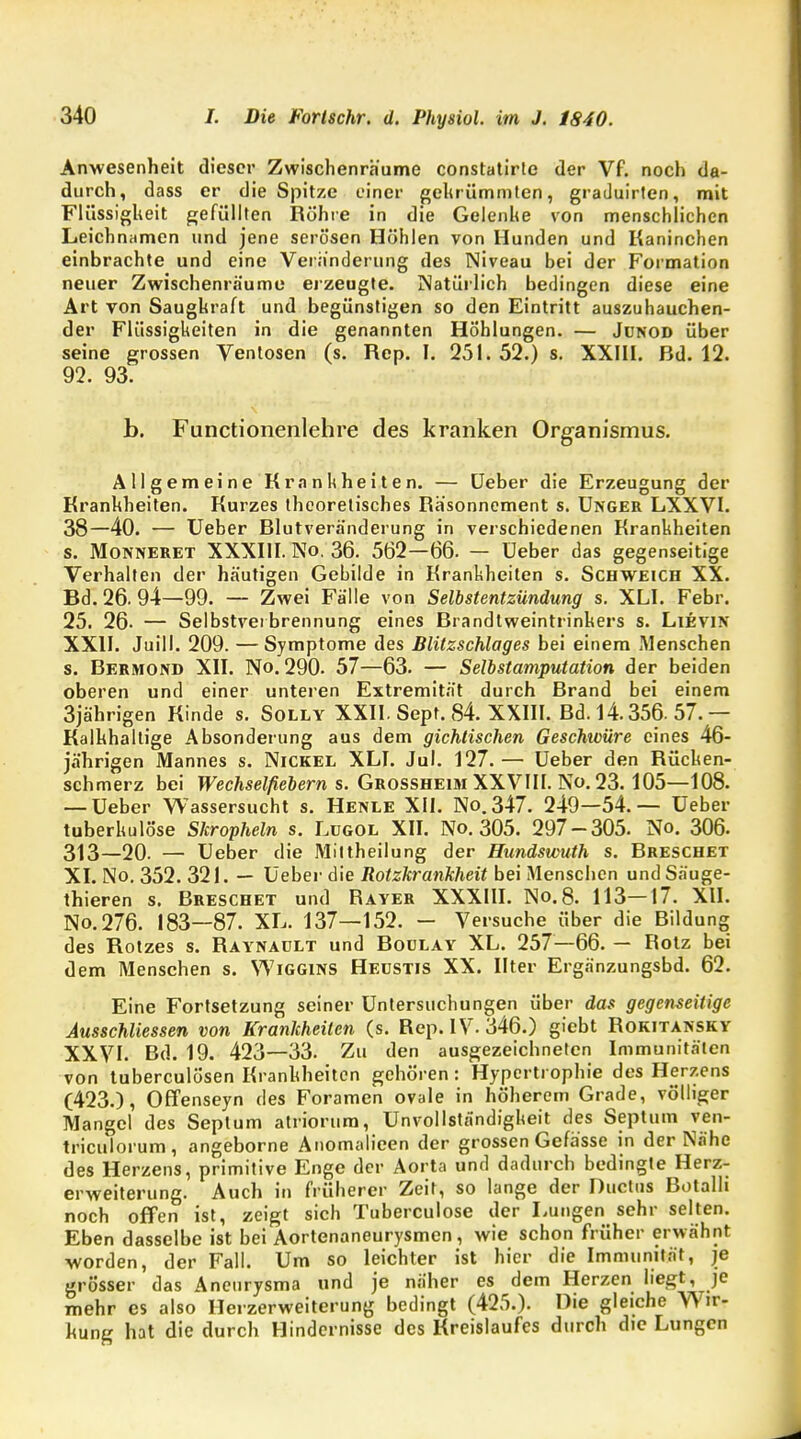 340 I. Die Fortschr. d. Physiol. im J. 1840.
Anwesenheit dieser Zwischenräume constatirte der Vf. noch da-
durch, dass er die Spitze einer gekrümmten, graduirten, mit
Flüssigkeit gefüllten Röhre in die Gelenke von menschlichen
Leichnamen und jene serösen Höhlen von Hunden und Kaninchen
einbrachte und eine Veränderung des Niveau bei der Formation
neuer Zwischenräume erzeugte. Natürlich bedingen diese eine
Art von Saugkraft und begünstigen so den Eintritt auszuhauchen-
der Flüssigkeiten in die genannten Höhlungen. — JUNOD über
seine grossen Ventosen (s. Rep. I. 251. 52.) s. XXIII. Bd. 12.
92. 93.
b. Functionenlehre des kranken Organismus.
Allgemeine Krankheiten. — Ueber die Erzeugung der
Krankheiten. Kurzes theoretisches Räsonnement s. UNGER LXXVI.
38—40. — Ueber Blutveränderung in verschiedenen Krankheiten
s. MONNERET XXXIII. No. 36. 562—66. — Ueber das gegenseitige
Verhalten der häutigen Gebilde in Krankheiten s. SCHWEICH XX.
Bd. 26. 94—99. — Zwei Fälle von Selbstentzündung s. XLI. Febr.
25. 26. — Selbstverbrennung eines Brandtweintrinkers s. LIÉVIN
XXII. Juill. 209. — Symptome des Blitzschlages bei einem Menschen
s. BERMOND XII. No. 290. 57—63. — Selbstamputation der beiden
oberen und einer unteren Extremität durch Brand bei einem
3jährigen Kinde s. SOLLY XXII. Sept. 84. XXIII. Bd. 14. 356. 57. —
Kalkhaltige Absonderung aus dem gichtischen Geschwüre eines 46-
jährigen Mannes s. NICKEL XLI. Jul. 127. — Ueber den Rücken-
schmerz bei Wechselfiebern s. GROSSHEIM XXVIII. No. 23. 105—108.
— Ueber Wassersucht s. HENLE XII. No. 347. 249—54. — Ueber
tuberkulöse Skropheln s. LUGOL XII. No. 305. 297—305. No. 306.
313—20. — Ueber die Mittheilung der Hundswuth s. BRESCHET
XI. No. 352. 321. — Ueber die Rotzkrankheit bei Menschen und Säuge-
thieren s. BRESCHET und RAYER XXXIII. No. 8. 113—17. XII.
No. 276. 183—87. XL. 137—152. — Versuche über die Bildung
des Rotzes s. RAYNAULT und BOULAY XL. 257—66. — Rotz bei
dem Menschen s. WIGGINS HEUSTIS XX. IIter Ergänzungsbd. 62.
Eine Fortsetzung seiner Untersuchungen über das gegenseitige
Ausschliessen von Krankheiten (s. Rep. IV. 346.) giebt ROKITANSKY
XXVI. Bd. 19. 423—33. Zu den ausgezeichneten Immunitäten
von tuberculösen Krankheiten gehören: Hypertrophie des Herzens
(423.), Offenseyn des Foramen ovale in höherem Grade, völliger
Mangel des Septum atriorum, Unvollständigkeit des Septum ven-
triculorum, angeborne Anomalieen der grossen Gefässe in der Nähe
des Herzens, primitive Enge der Aorta und dadurch bedingte Herz-
erweiterung. Auch in früherer Zeit, so lange der Ductus Botalli
noch offen ist, zeigt sich Tuberculose der Lungen sehr selten.
Eben dasselbe ist bei Aortenaneurysmen, wie schon früher erwähnt
worden, der Fall. Um so leichter ist hier die Immunität, je
grösser das Aneurysma und je näher es dem Herzen liegt, je
mehr es also Herzerweiterung bedingt (425.). Die gleiche Wir-
kung hat die durch Hindernisse des Kreislaufes durch die Lungen